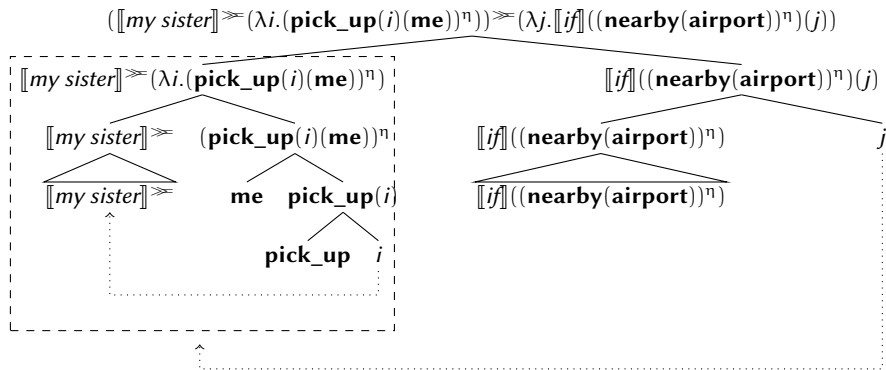 (⟦my sister⟧≫=(λi.(pick_up(i)(me))η))≫=(λj.⟦if⟧((nearby(airport))η)(j))
⟦my sister⟧≫=(λi.(pick_up(i)(me))η) ⟦if⟧((nearby(airport))η)(j)
⟦my sister⟧≫= (pick_up(i)(me))η ⟦if⟧((nearby(airport))η) j
⟦my sister⟧≫= me pick_up(i) ⟦if⟧((nearby(airport))η)
pick_up i